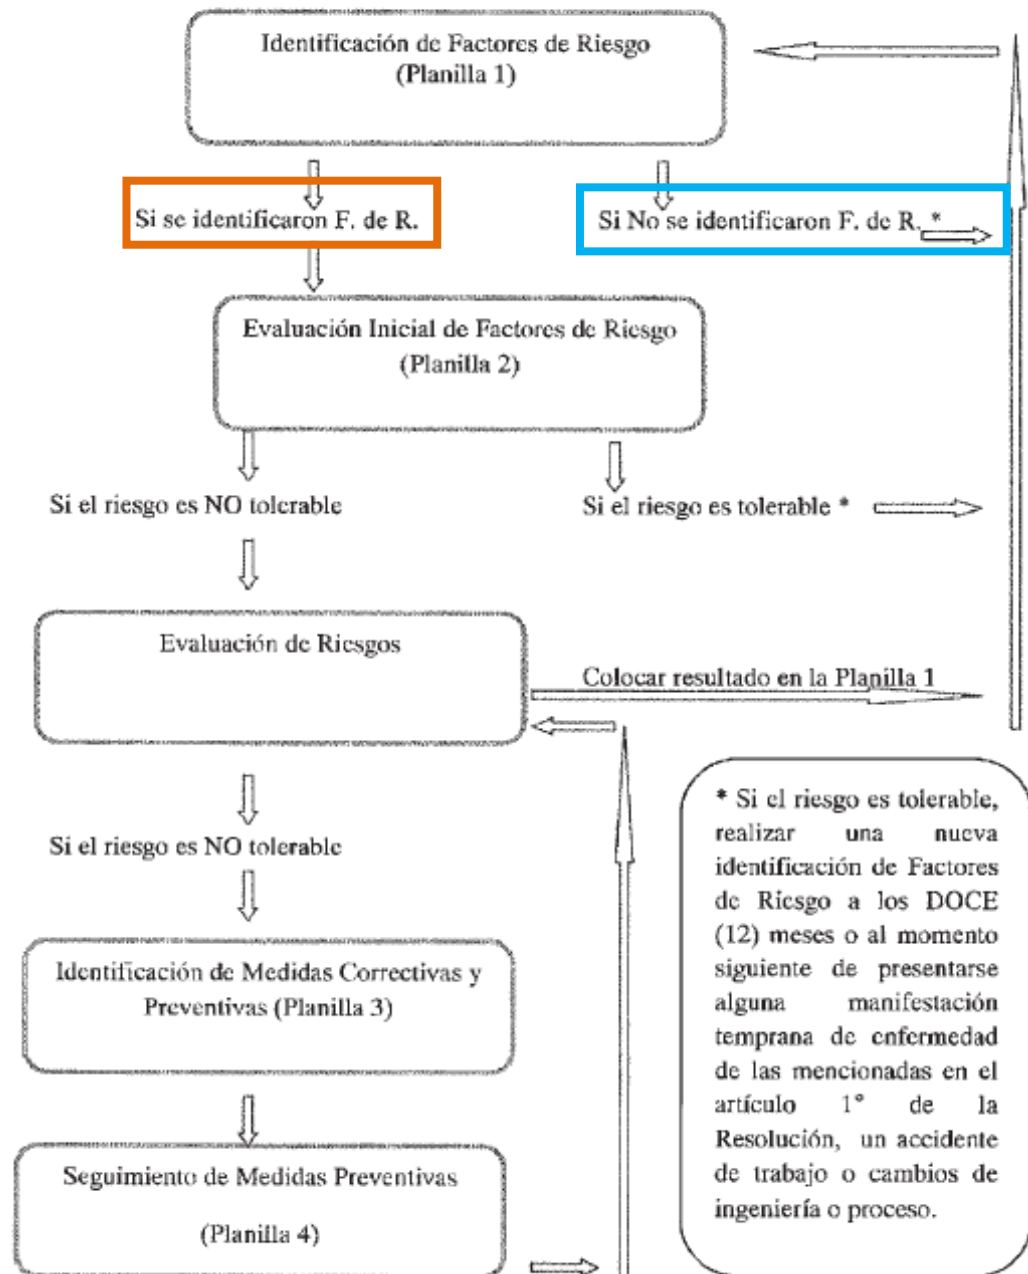 Identificación de Factores de Riesgo
(Planilla 1)
Si se identificaron F. de R.
Si No se identificaron F. de R. *
Evaluación Inicial de Factores de Riesgo
(Planilla 2)
Si el riesgo es NO tolerable
Si el riesgo es tolerable *
Evaluación de Riesgos
Colocar resultado en la Planilla 1
Si el riesgo es NO tolerable
Identificación de Medidas Correctivas y
Preventivas (Planilla 3)
Seguimiento de Medidas Preventivas
(Planilla 4)
* Si el riesgo es tolerable,
realizar una nueva
identificación de Factores
de Riesgo a los DOCE
(12) meses o al momento
siguiente de presentarse
alguna manifestación
temprana de enfermedad
de las mencionadas en el
artículo 1° de la
Resolución, un accidente
de trabajo o cambios de
ingeniería o proceso.